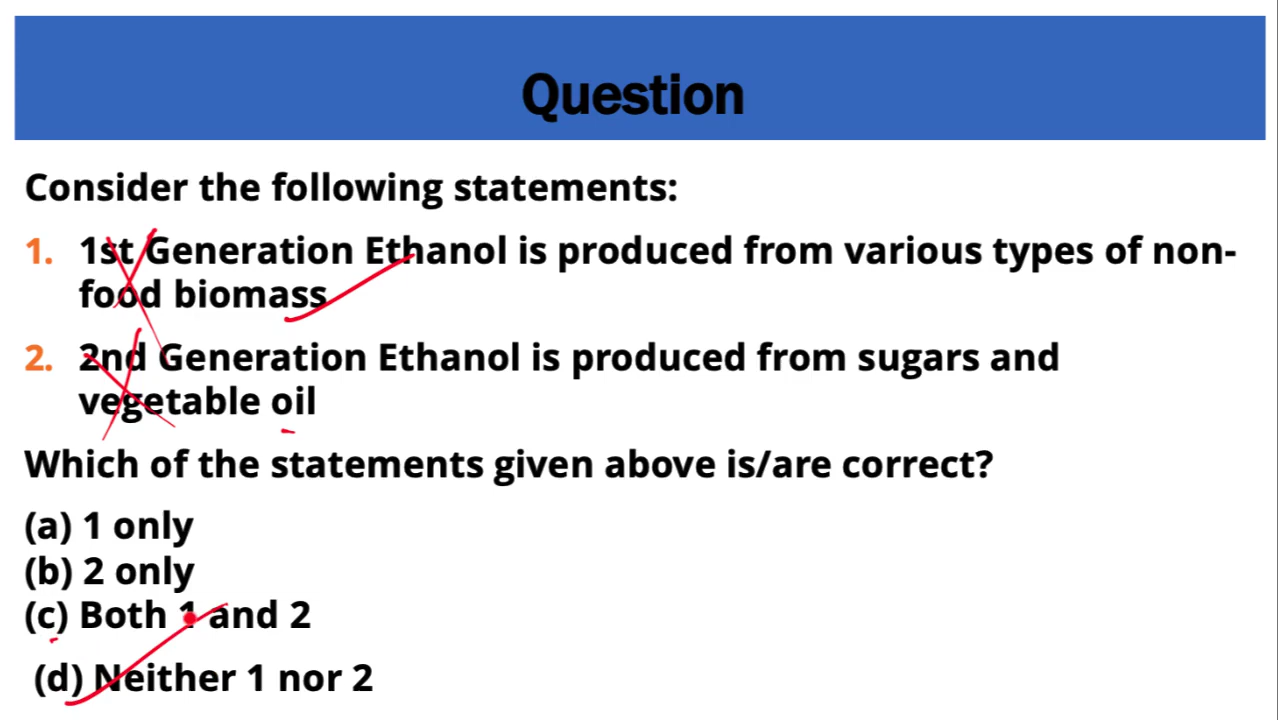 Question
Consider the following statements:
1. 1st Generation Ethanol is produced from various types of non-
food biomass
2. 2nd Generation Ethanol is produced from sugars and
vegetable oil
Which of the statements given above is/are correct?
(a) 1 only
(b) 2 only
(c) Both 1 and 2
(d) Neither 1 nor 2